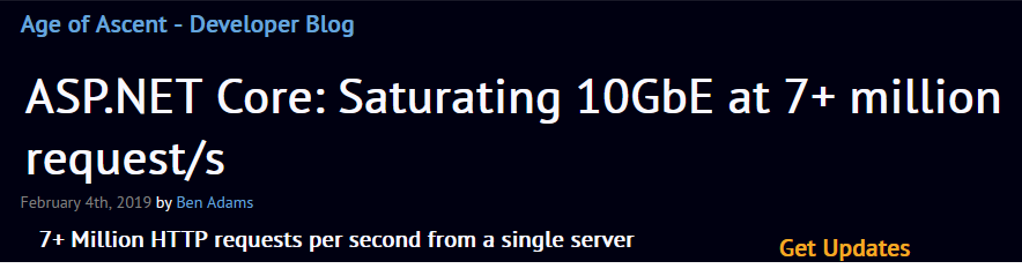 Age of Ascent - Developer Blog
ASP.NET Core: Saturating 10GbE at 7+ million
request/s
February 4th, 2019 by Ben Adams
7+ Million HTTP requests per second from a single server
Get Updates